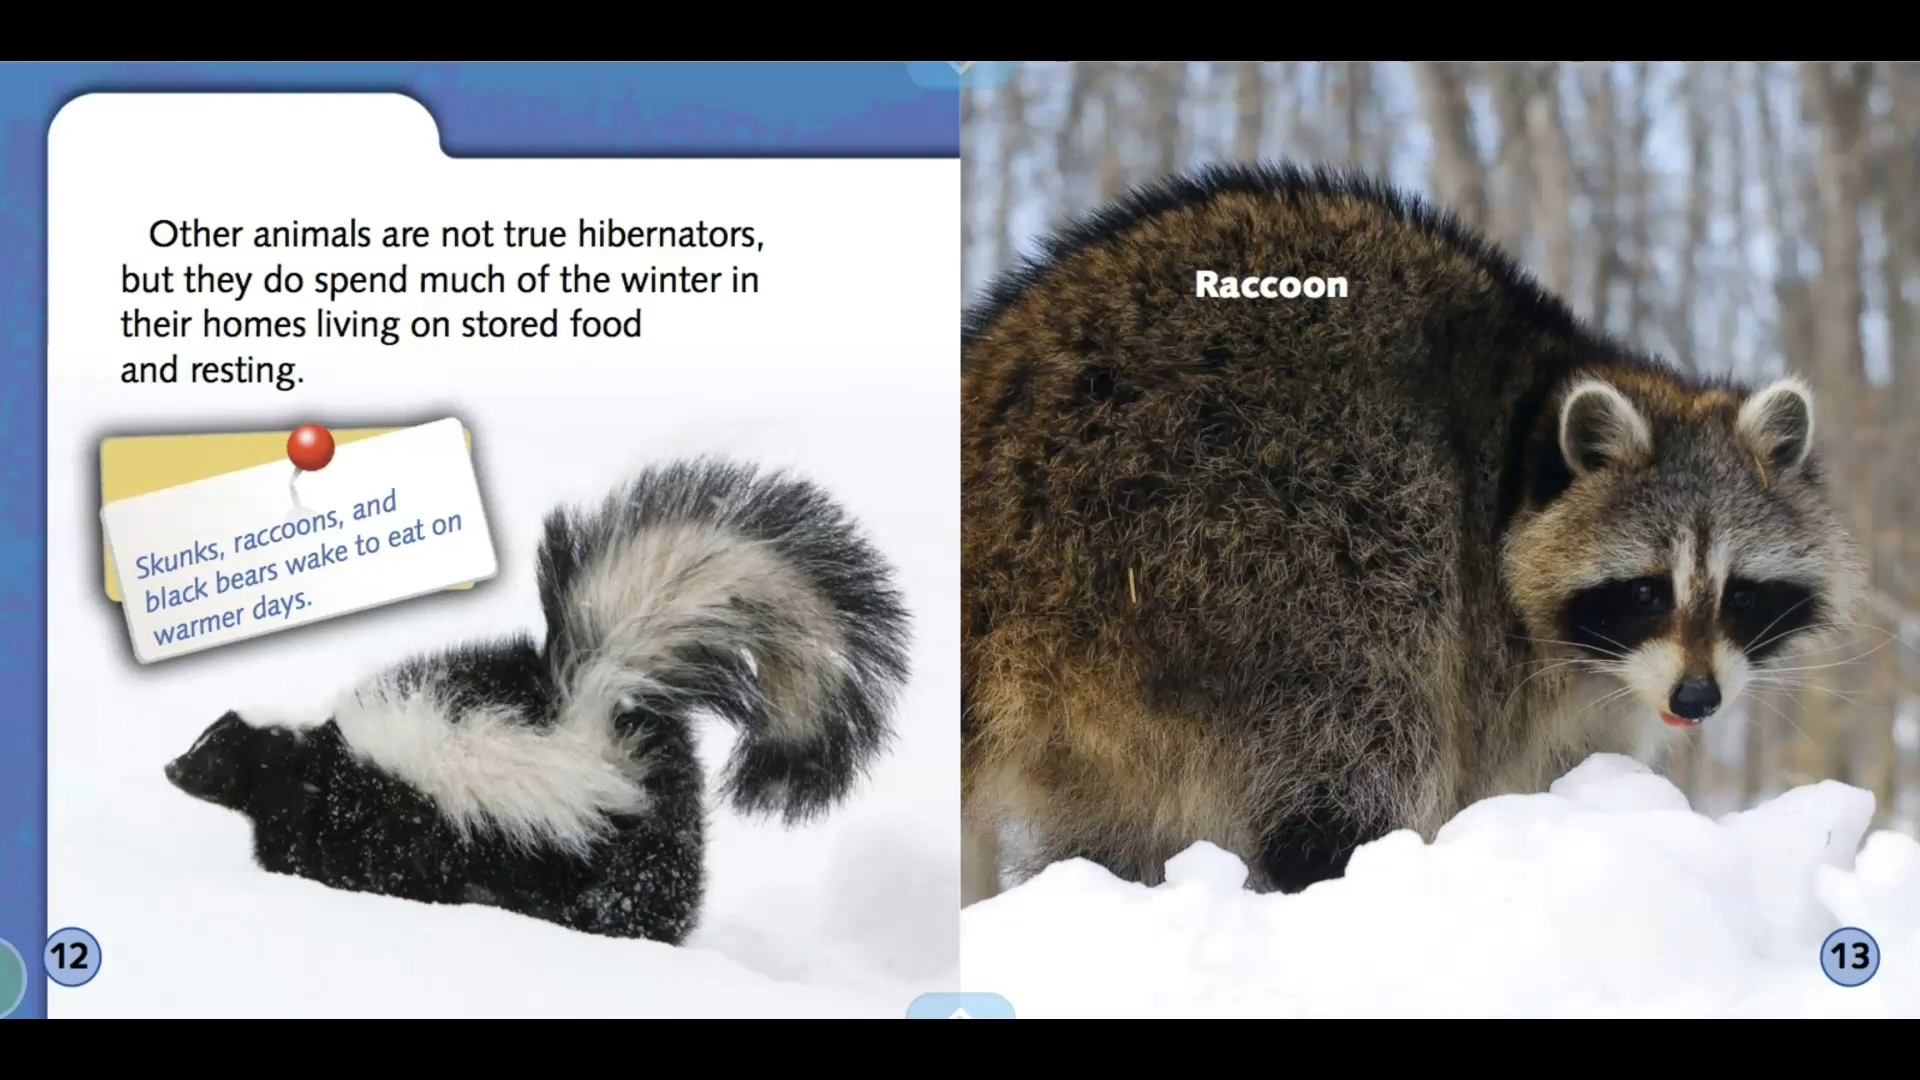 Other animals are not true hibernators,
but they do spend much of the winter in
their homes living on stored food
and resting.
Skunks, raccoons, and
black bears wake to eat on
warmer days.
12
Raccoon
13